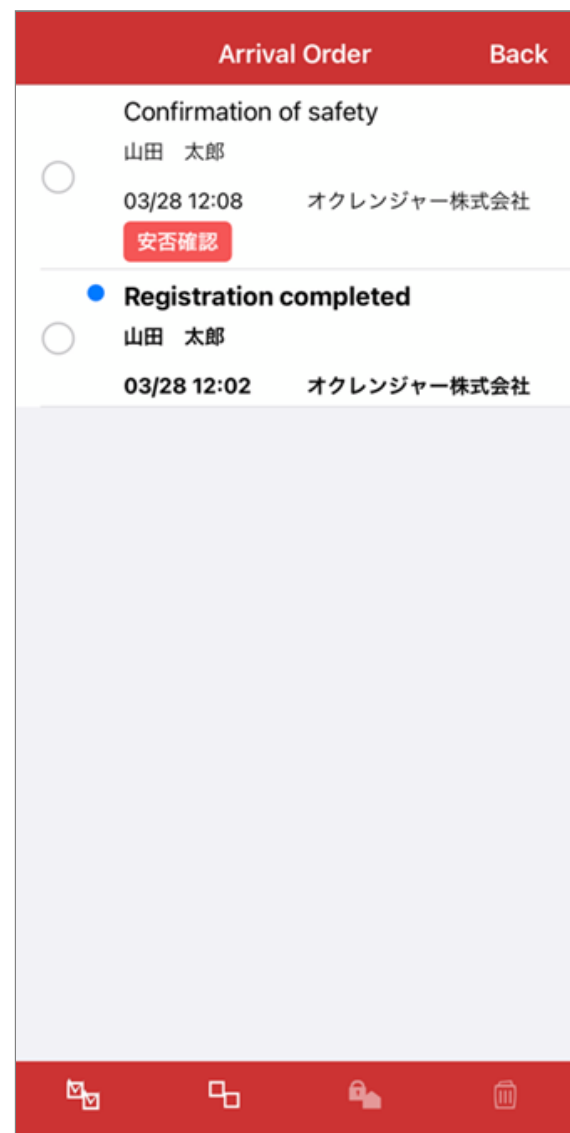 Arrival Order Back
Confirmation of safety
山田　太郎
03/28 12:08 オクレンジャー株式会社
安否確認
Registration completed
山田　太郎
03/28 12:02 オクレンジャー株式会社